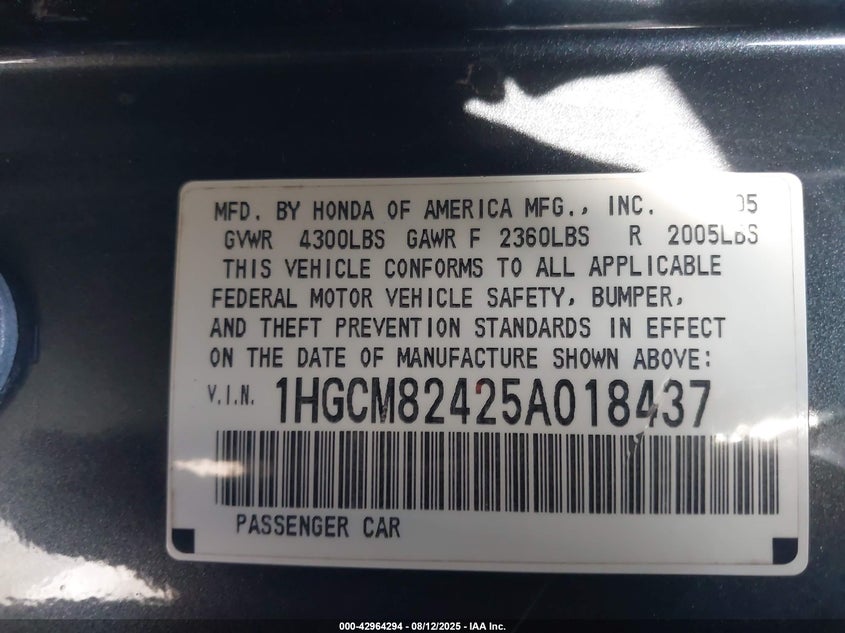 MFD. BY HONDA OF AMERICA MFG., INC. 05
GVWR 4300LBS GAWR F 2360LBS R 2005LBS
THIS VEHICLE CONFORMS TO ALL APPLICABLE
FEDERAL MOTOR VEHICLE SAFETY, BUMPER,
AND THEFT PREVENTION STANDARDS IN EFFECT
ON THE DATE OF MANUFACTURE SHOWN ABOVE:
V.I.N. 1HGCM82425A018437
PASSENGER CAR
000-42964294 - 08/12/2025 - IAA Inc.